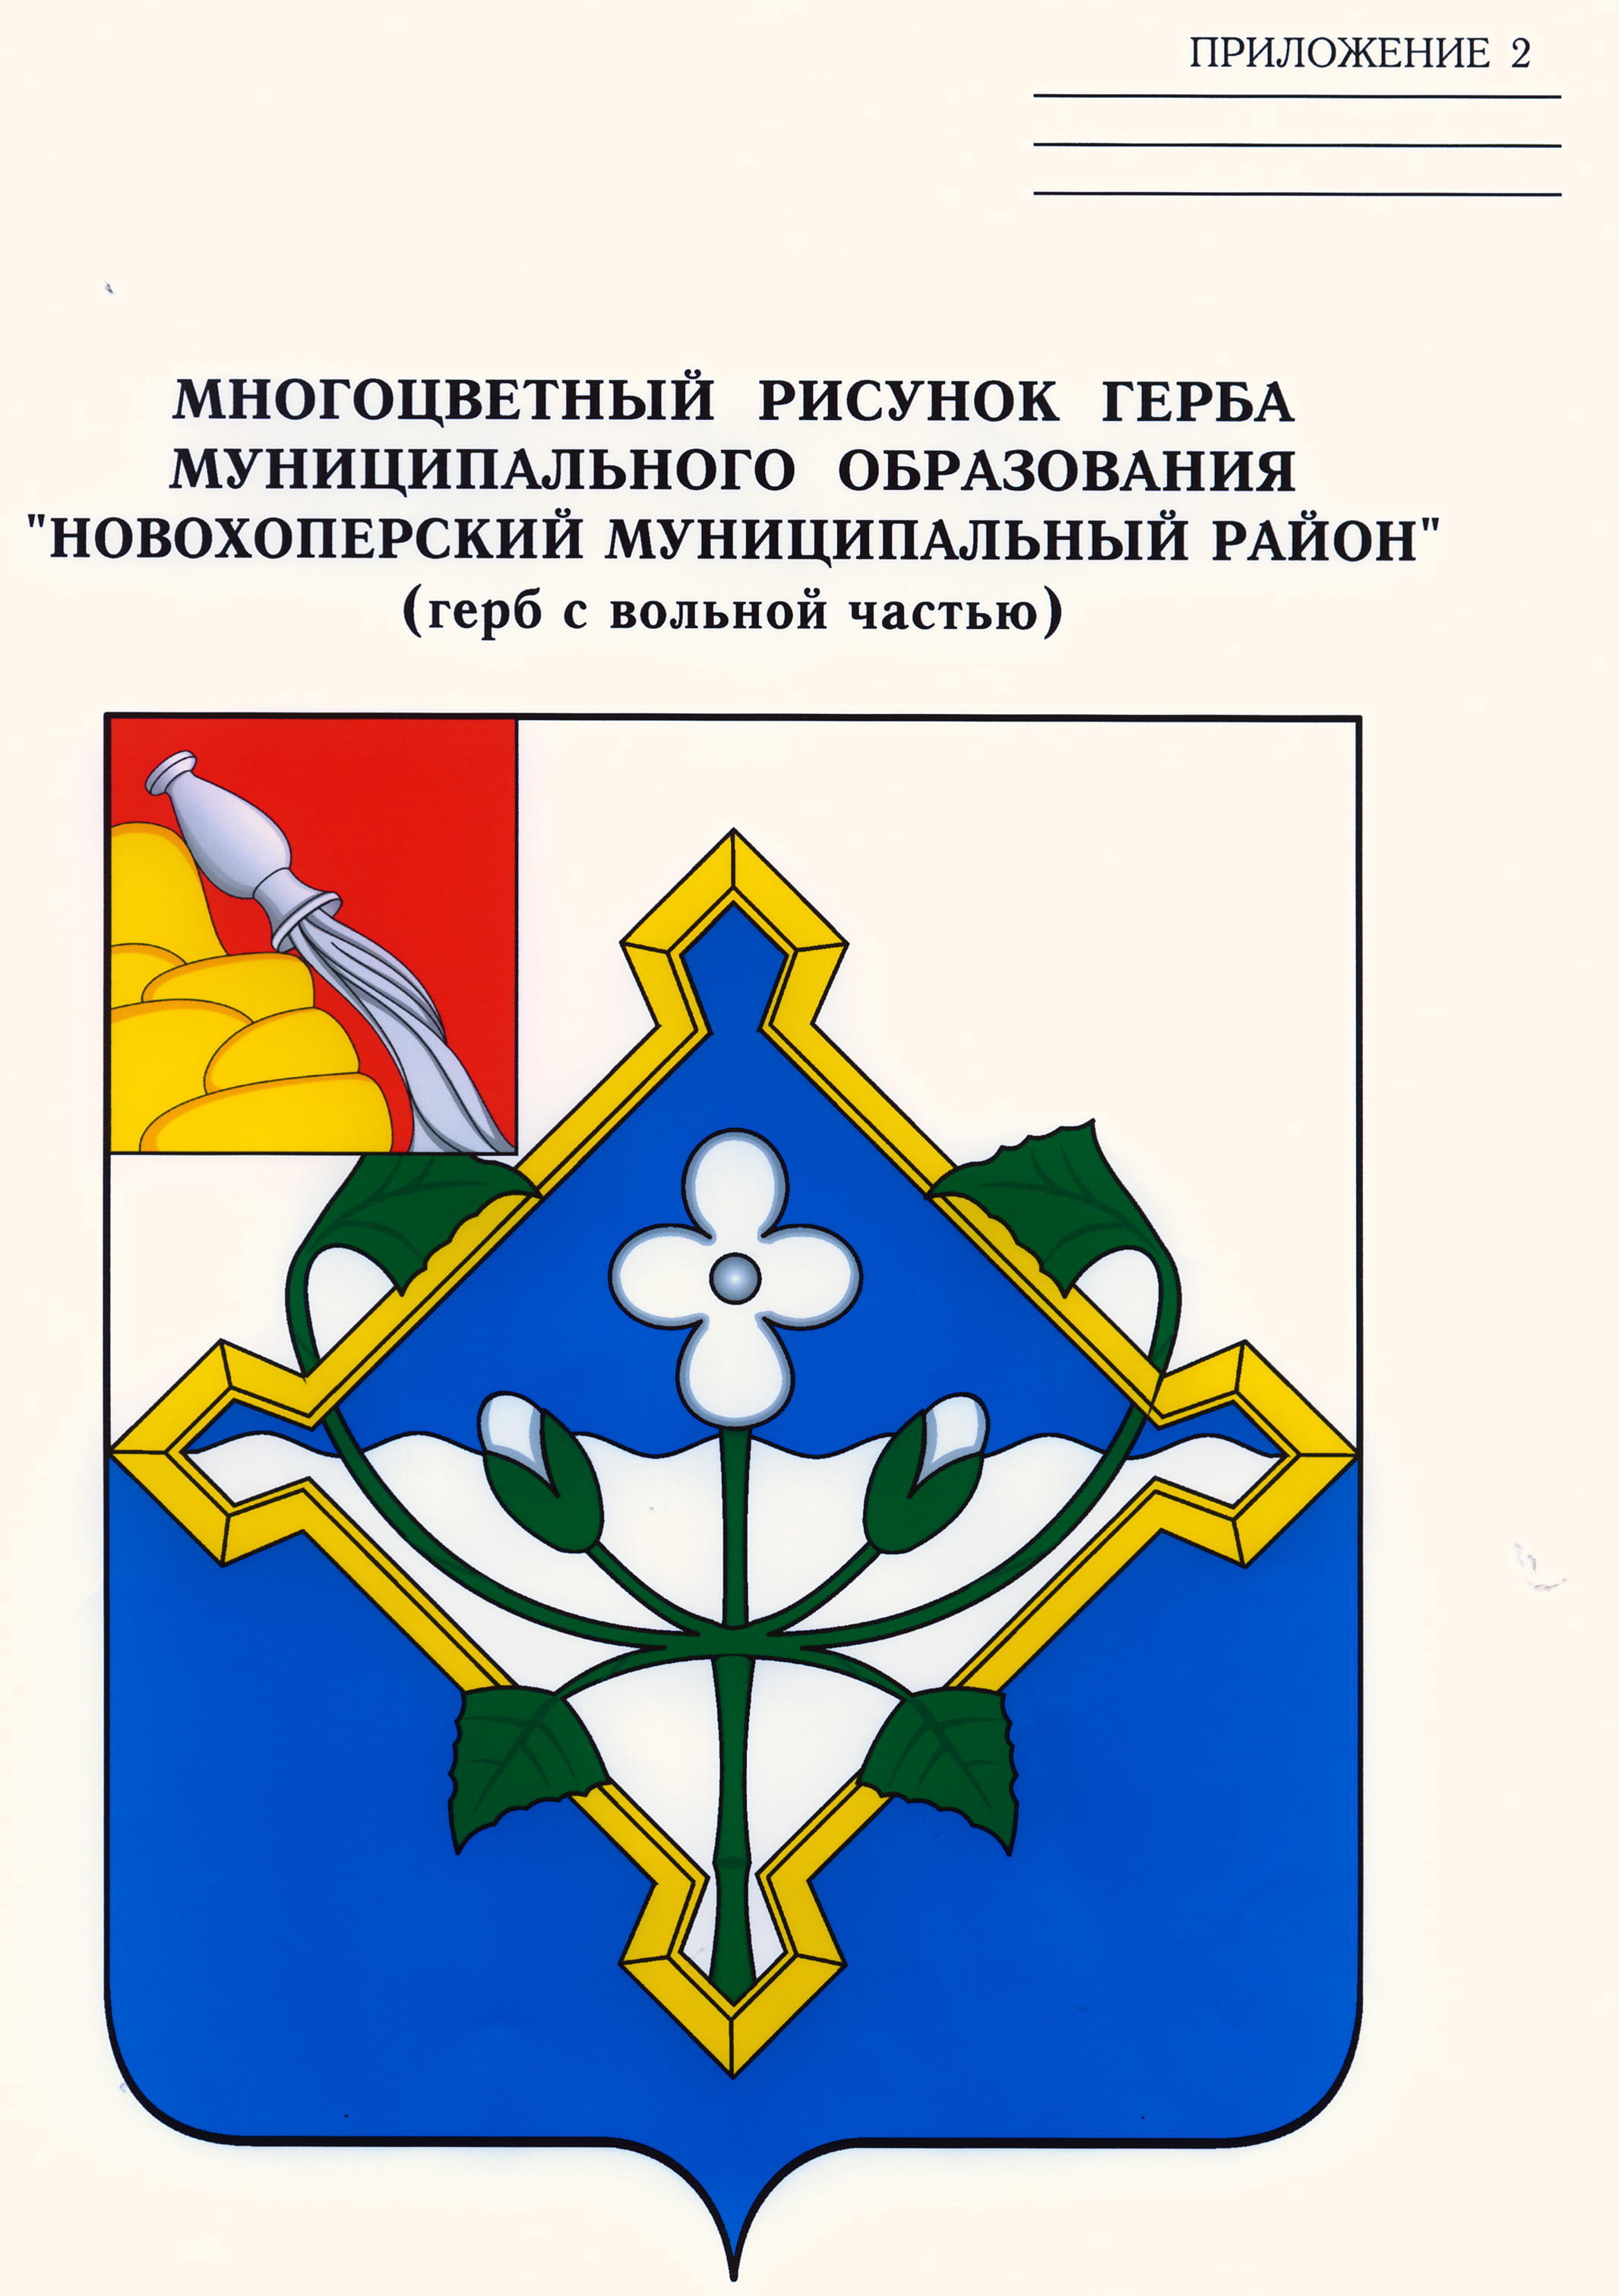 ПРИЛОЖЕНИЕ 2
МНОГОЦВЕТНЫЙ РИСУНОК ГЕРБА
МУНИЦИПАЛЬНОГО ОБРАЗОВАНИЯ
"НОВОХОПЕРСКИЙ МУНИЦИПАЛЬНЫЙ РАЙОН"
(герб с вольной частью)